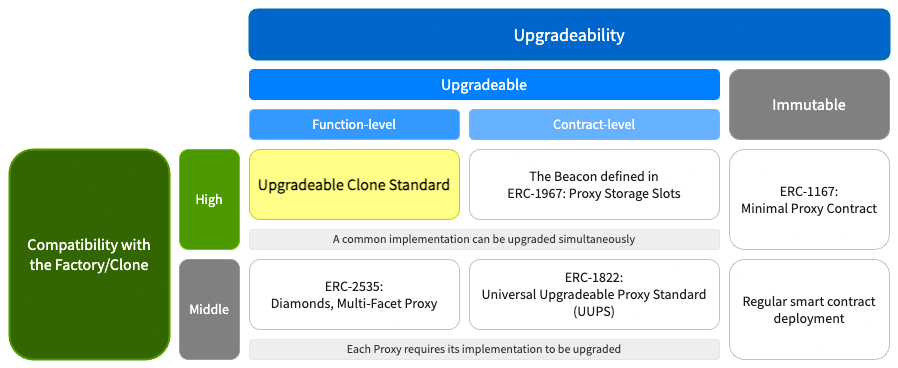 Upgradeability
Upgradeable
Immutable
Function-level
Contract-level
Compatibility with
the Factory/Clone
High
Upgradeable Clone Standard
The Beacon defined in
ERC-1967: Proxy Storage Slots
ERC-1167:
Minimal Proxy Contract
A common implementation can be upgraded simultaneously
Middle
ERC-2535:
Diamonds, Multi-Facet Proxy
ERC-1822:
Universal Upgradeable Proxy Standard
(UUPS)
Regular smart contract
deployment
Each Proxy requires its implementation to be upgraded